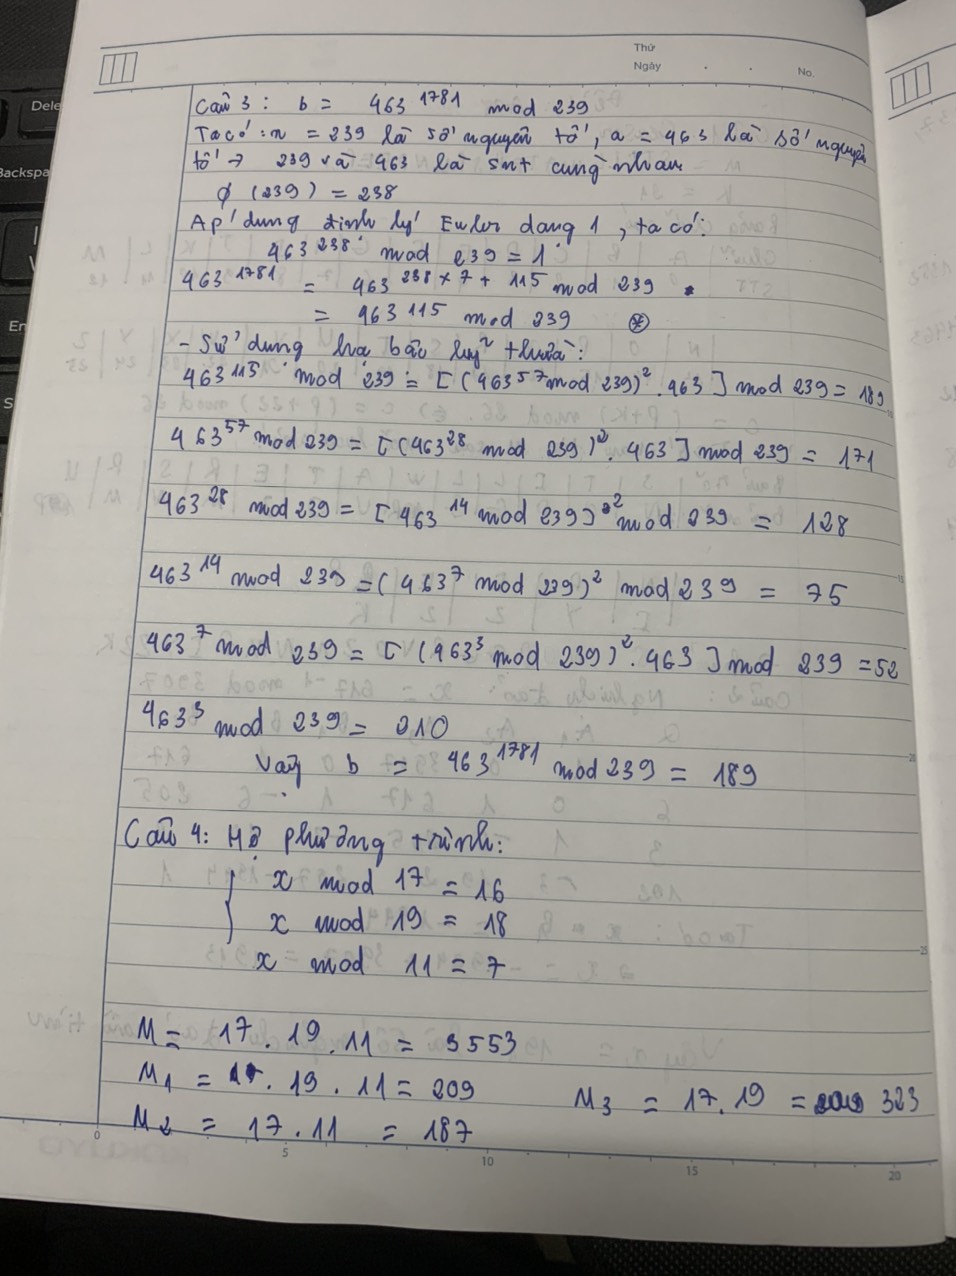 Thứ
Ngày . . No.
Câu 3 : b = 463^1781 mod 239
Ta có : n = 239 là số nguyên tố, a = 463 là số nguyên
tố → 239 và 463 là snt cùng nhau
φ (239) = 238
Áp dụng định lý Euler dạng 1, ta có:
463^238 mod 239 = 1
463^1781 = 463^238×7 + 115 mod 239
= 463^115 mod 239 (*)
- Sử dụng hạ bậc luỹ thừa:
463^115 mod 239 = [(463^57 mod 239)^2 . 463] mod 239 = 189
463^57 mod 239 = [(463^28 mod 239)^2 . 463] mod 239 = 171
463^28 mod 239 = [463^14 mod 239)^2 mod 239 = 128
463^14 mod 239 = (463^7 mod 239)^2 mod 239 = 75
463^7 mod 239 = [(463^3 mod 239)^2 . 463] mod 239 = 52
463^3 mod 239 = 210
Vậy b = 463^1781 mod 239 = 189
Câu 4: Hệ phương trình:
{ x mod 17 = 16
x mod 19 = 18
x mod 11 = 7
M = 17 . 19 . 11 = 3553
M1 = . 19 . 11 = 209 M3 = 17 . 19 = 323
M2 = 17 . 11 = 187
0 5 10 15 20
Dele
Backspa
En
S